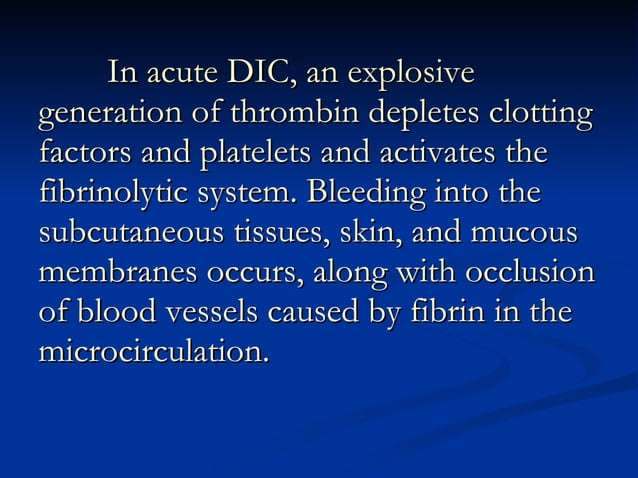 In acute DIC, an explosive
generation of thrombin depletes clotting
factors and platelets and activates the
fibrinolytic system. Bleeding into the
subcutaneous tissues, skin, and mucous
membranes occurs, along with occlusion
of blood vessels caused by fibrin in the
microcirculation.